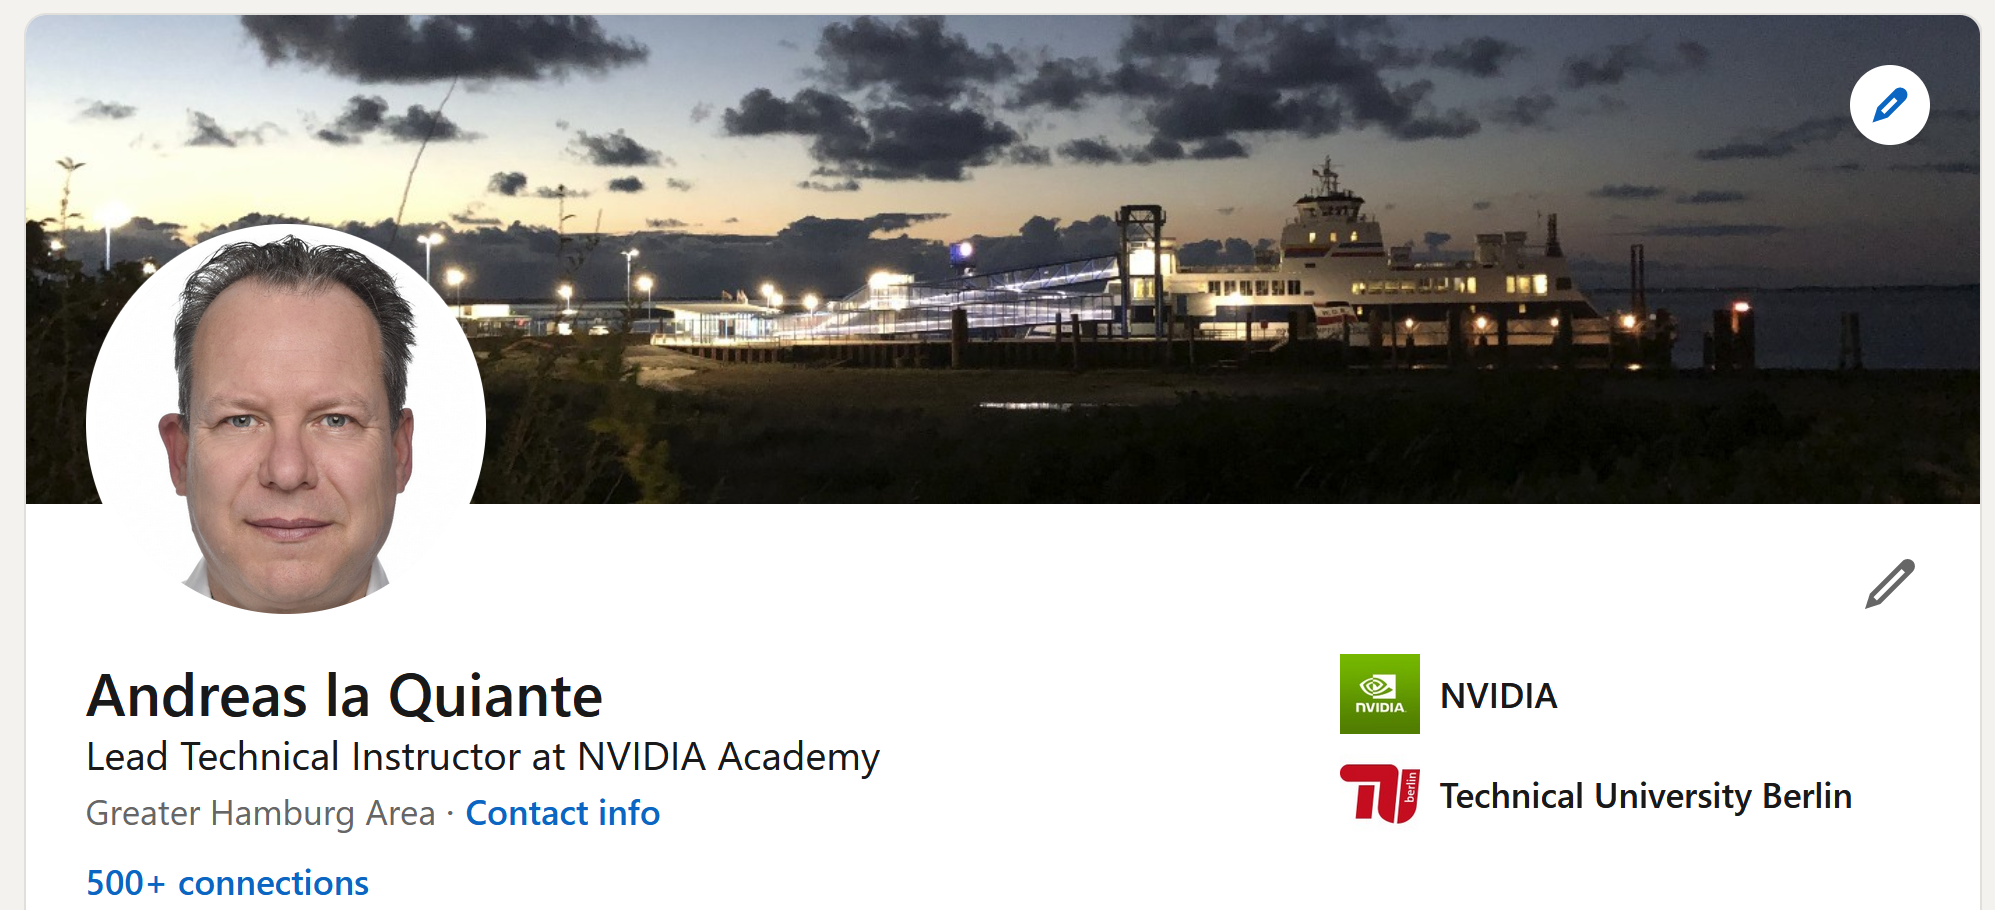 Andreas la Quiante
Lead Technical Instructor at NVIDIA Academy
Greater Hamburg Area · Contact info
500+ connections
nVIDIA.
NVIDIA
berlin
Technical University Berlin